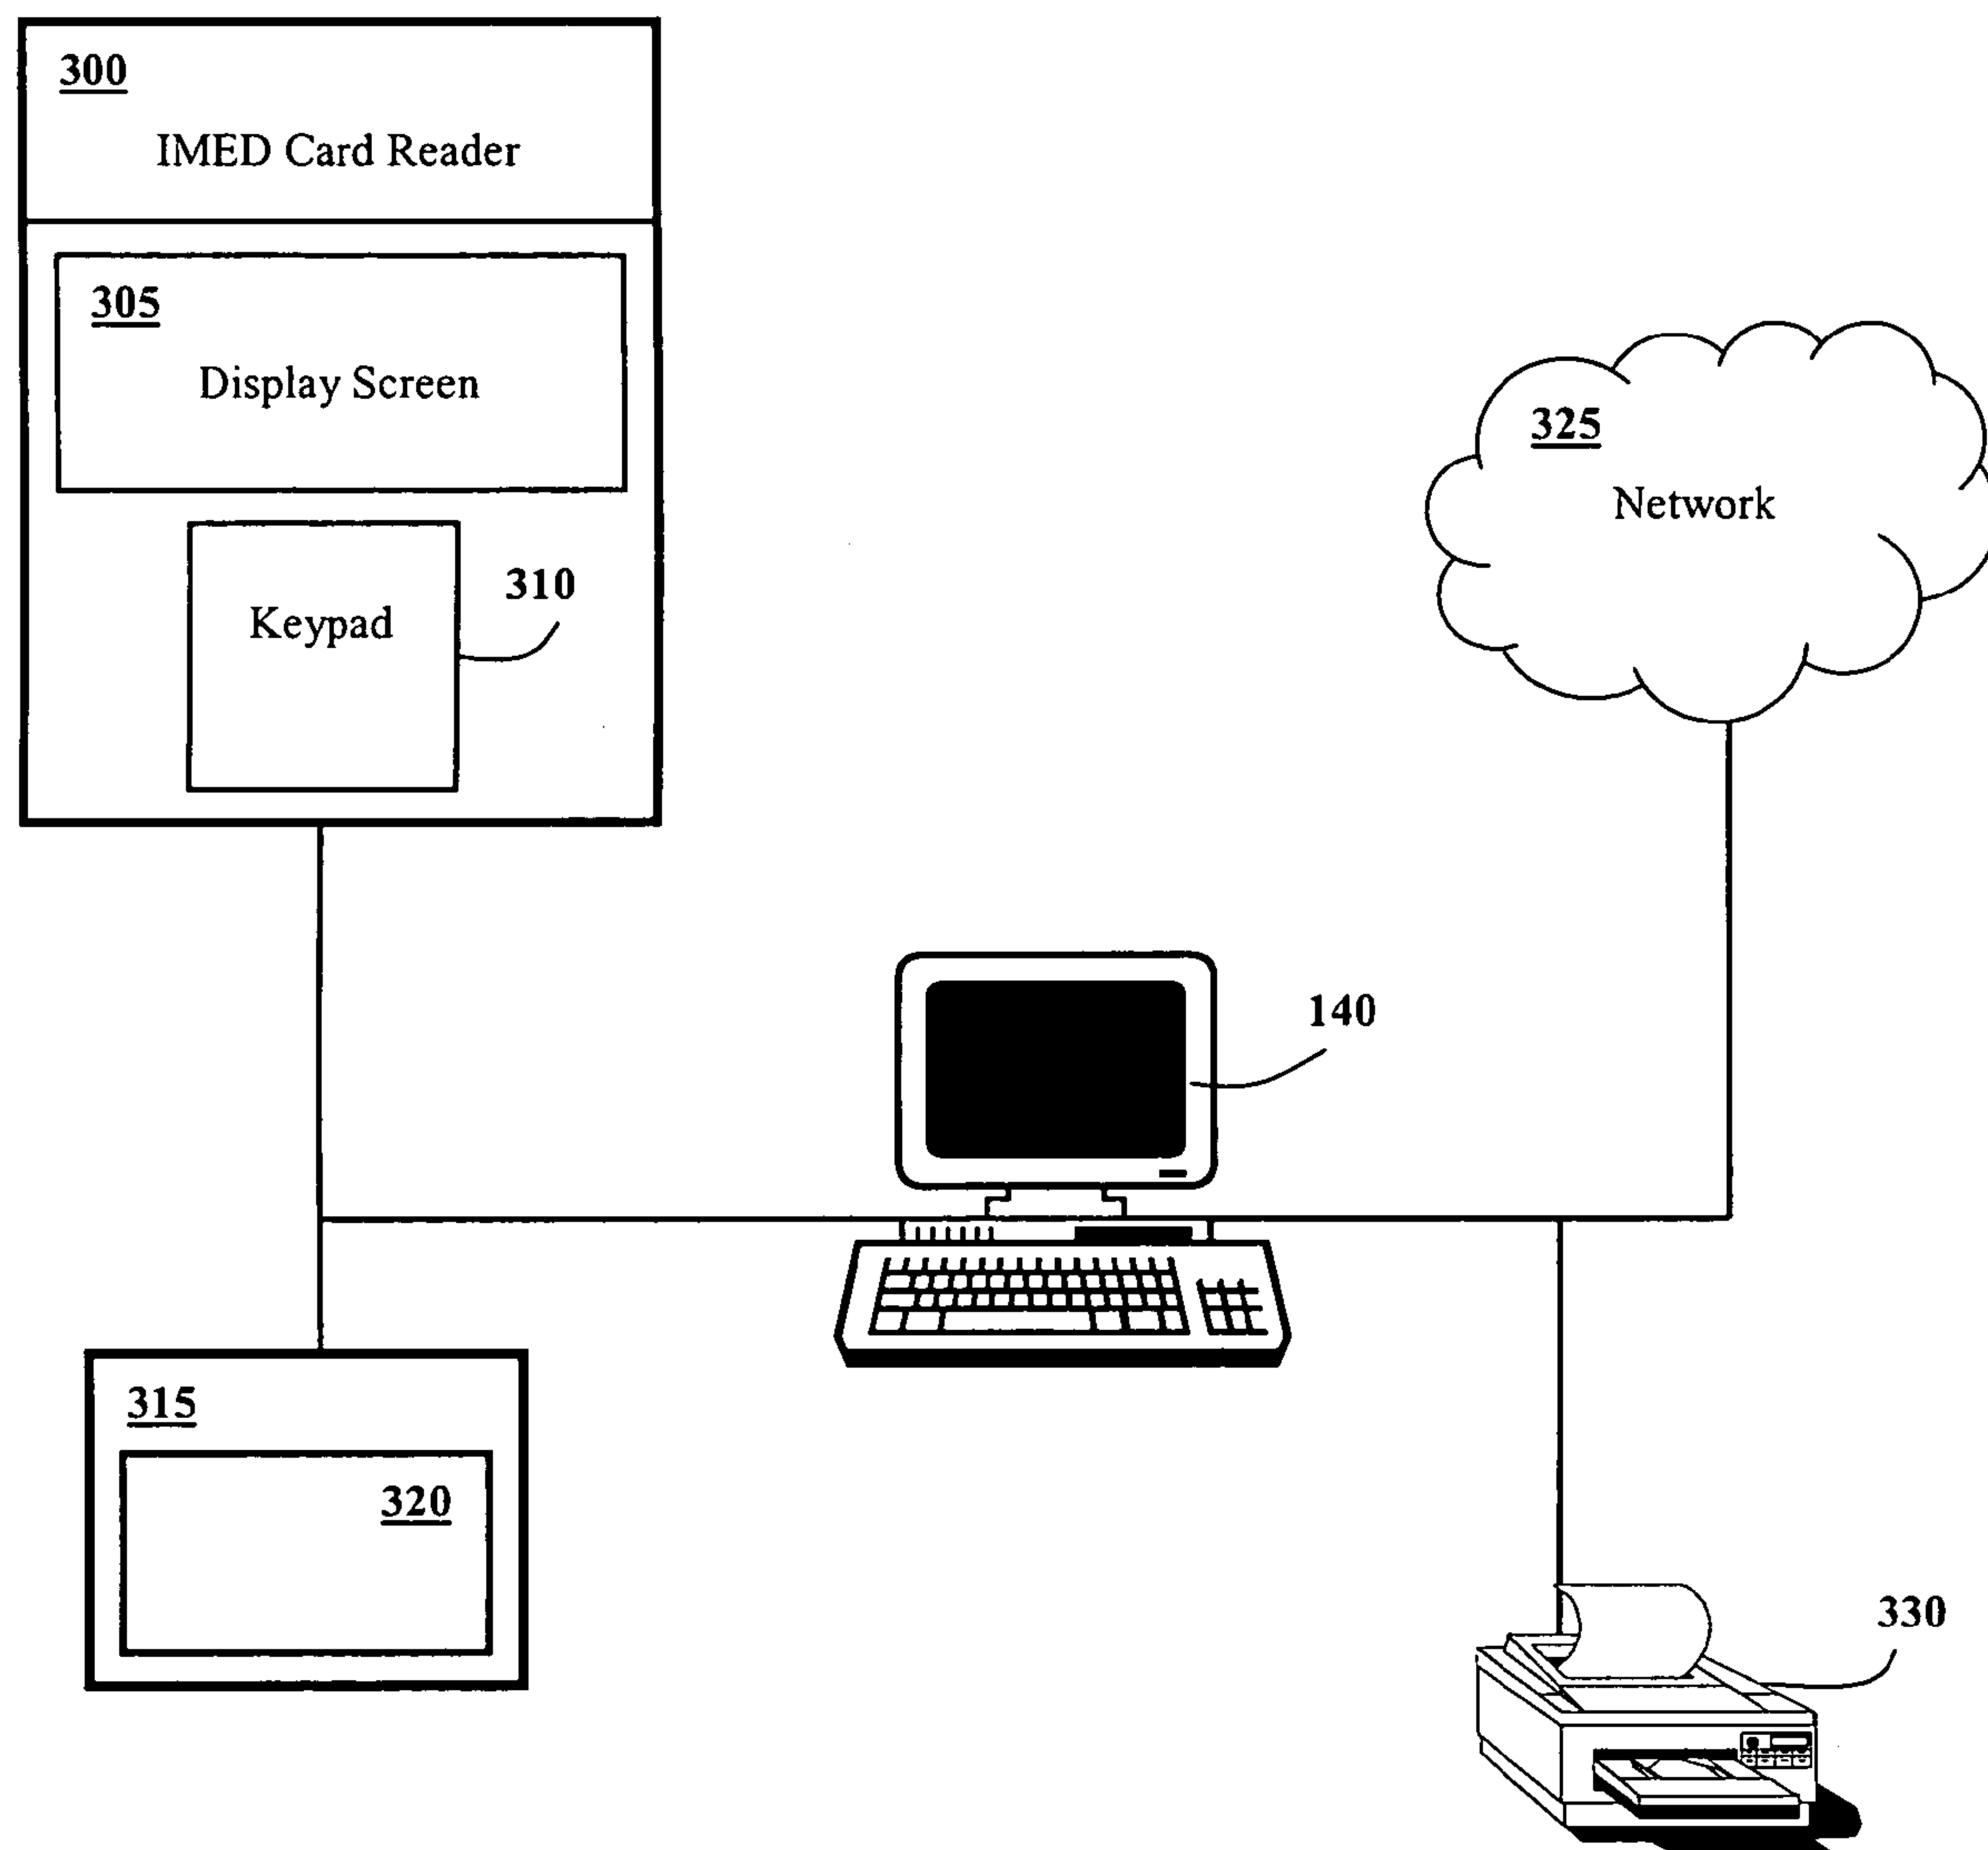 300
IMED Card Reader
305
Display Screen
310
Keypad
325
Network
140
315
320
330